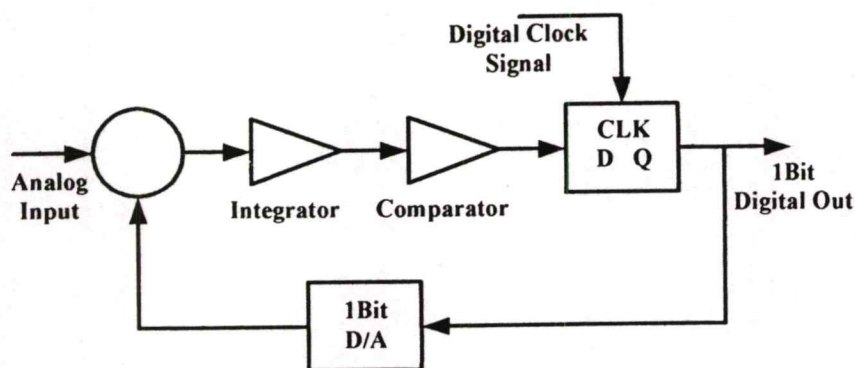 Digital Clock
Signal
CLK
D Q
Analog
Input
Integrator
Comparator
1Bit
Digital Out
1Bit
D/A